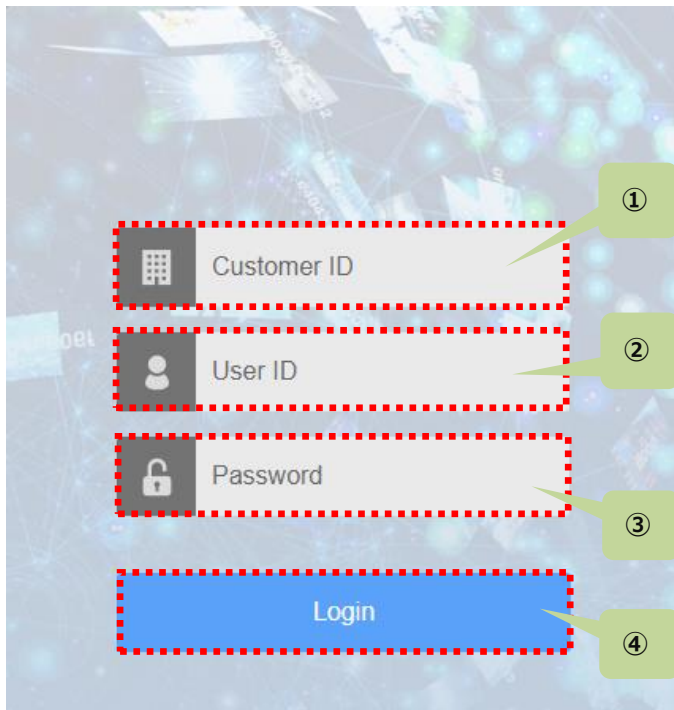 ①
Customer ID
②
User ID
Password
③
Login
④